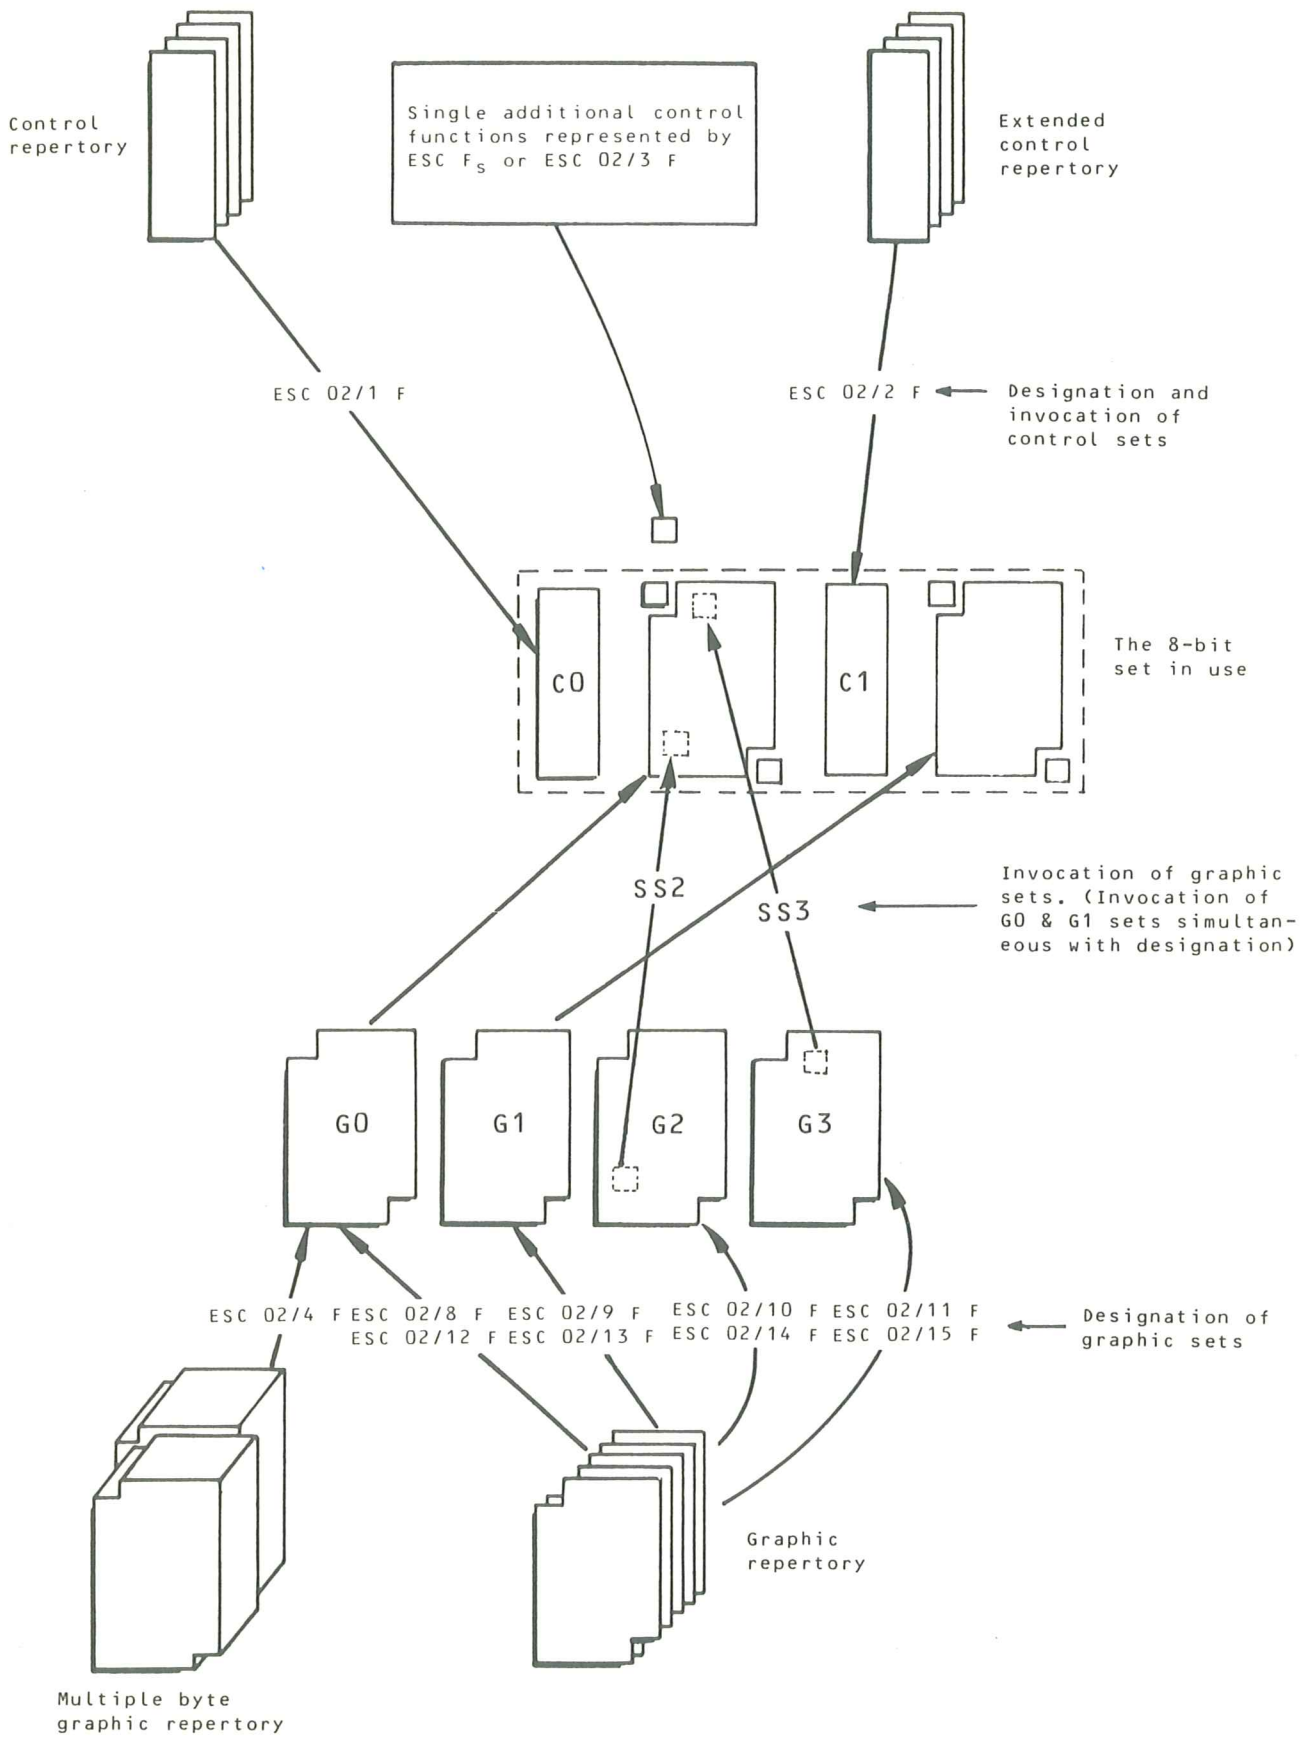 Control
repertory
Single additional control
functions represented by
ESC Fs or ESC 02/3 F
Extended
control
repertory
ESC 02/1 F
ESC 02/2 F
Designation and
invocation of
control sets
C0
C1
The 8-bit
set in use
SS2
SS3
Invocation of graphic
sets. (Invocation of
G0 & G1 sets simultan-
eous with designation)
G0
G1
G2
G3
ESC 02/4 F
ESC 02/8 F
ESC 02/12 F
ESC 02/9 F
ESC 02/13 F
ESC 02/10 F
ESC 02/14 F
ESC 02/11 F
ESC 02/15 F
Designation of
graphic sets
Graphic
repertory
Multiple byte
graphic repertory